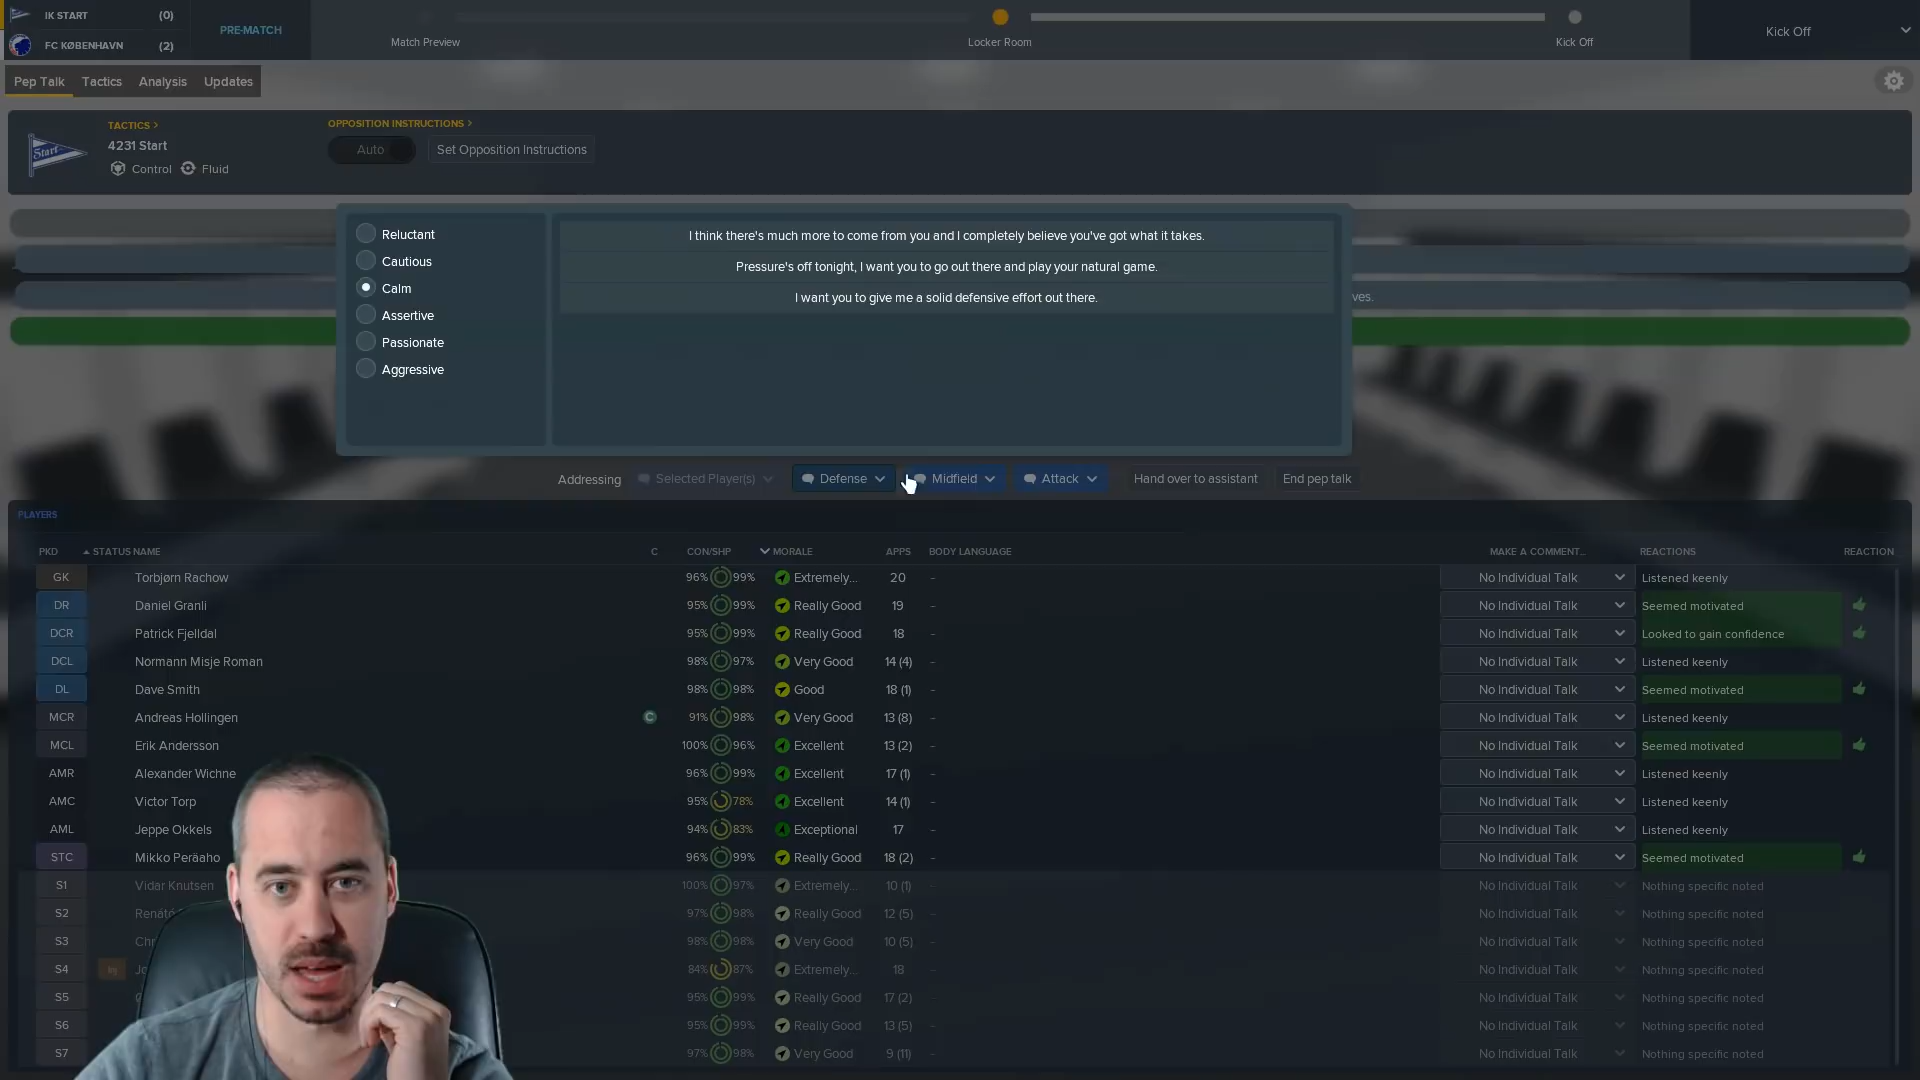 IK START (0)
FC KØBENHAVN (2)
PRE-MATCH
Match Preview
Locker Room
Kick Off
Kick Off
Pep Talk Tactics Analysis Updates
Start
TACTICS >
4231 Start
Control Fluid
OPPOSITION INSTRUCTIONS >
Auto
Set Opposition Instructions
Reluctant
Cautious
Calm
Assertive
Passionate
Aggressive
I think there's much more to come from you and I completely believe you've got what it takes.
Pressure's off tonight, I want you to go out there and play your natural game.
I want you to give me a solid defensive effort out there.
ves.
Addressing Selected Player(s) Defense Midfield Attack Hand over to assistant End pep talk
PLAYERS
PKD STATUS NAME C CON/SHP MORALE APPS BODY LANGUAGE MAKE A COMMENT... REACTIONS REACTION
GK Torbjørn Rachow 96% 99% Extremely... 20 - No Individual Talk Listened keenly
DR Daniel Granli 95% 99% Really Good 19 - No Individual Talk Seemed motivated
DCR Patrick Fjelldal 95% 99% Really Good 18 - No Individual Talk Looked to gain confidence
DCL Normann Misje Roman 98% 97% Very Good 14 (4) - No Individual Talk Listened keenly
DL Dave Smith 98% 98% Good 18 (1) - No Individual Talk Seemed motivated
MCR Andreas Hollingen C 91% 98% Very Good 13 (8) - No Individual Talk Listened keenly
MCL Erik Andersson 100% 96% Excellent 13 (2) - No Individual Talk Seemed motivated
AMR Alexander Wichne 96% 99% Excellent 17 (1) - No Individual Talk Listened keenly
AMC Victor Torp 95% 78% Excellent 14 (1) - No Individual Talk Listened keenly
AML Jeppe Okkels 94% 83% Exceptional 17 - No Individual Talk Listened keenly
STC Mikko Peräaho 96% 99% Really Good 18 (2) - No Individual Talk Seemed motivated
S1 Vidar Knutsen 100% 97% Extremely... 10 (1) - No Individual Talk Nothing specific noted
S2 Renáto 97% 98% Really Good 12 (5) - No Individual Talk Nothing specific noted
S3 Chr 98% 98% Very Good 10 (5) - No Individual Talk Nothing specific noted
S4 Inj Jo 84% 87% Extremely... 18 - No Individual Talk Nothing specific noted
S5 95% 99% Really Good 17 (2) - No Individual Talk Nothing specific noted
S6 95% 99% Really Good 13 (5) - No Individual Talk Nothing specific noted
S7 97% 98% Very Good 9 (11) - No Individual Talk Nothing specific noted